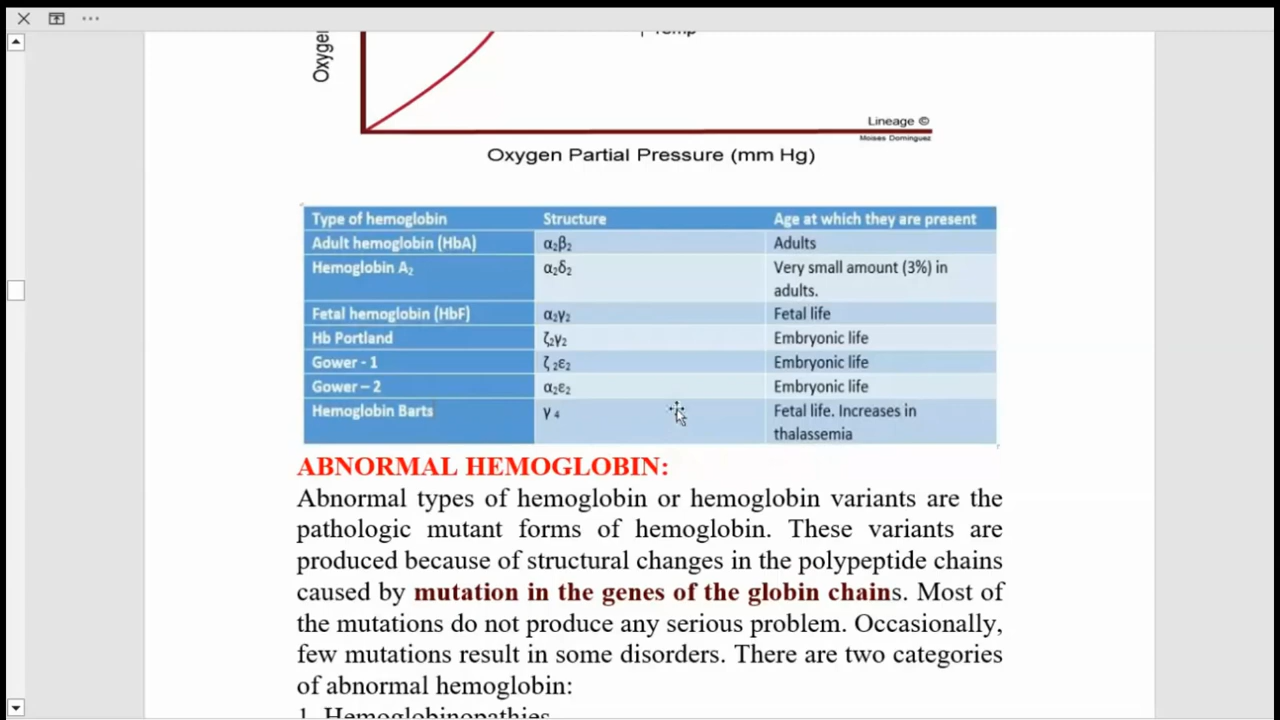 Oxygen
Temp
Lineage ©
Moises Dominguez
Oxygen Partial Pressure (mm Hg)
Type of hemoglobin Structure Age at which they are present
Adult hemoglobin (HbA) α₂β₂ Adults
Hemoglobin A₂ α₂δ₂ Very small amount (3%) in
adults.
Fetal hemoglobin (HbF) α₂γ₂ Fetal life
Hb Portland ζ₂γ₂ Embryonic life
Gower - 1 ζ ₂ε₂ Embryonic life
Gower – 2 α₂ε₂ Embryonic life
Hemoglobin Barts γ ₄ Fetal life. Increases in
thalassemia
ABNORMAL HEMOGLOBIN:
Abnormal types of hemoglobin or hemoglobin variants are the
pathologic mutant forms of hemoglobin. These variants are
produced because of structural changes in the polypeptide chains
caused by mutation in the genes of the globin chains. Most of
the mutations do not produce any serious problem. Occasionally,
few mutations result in some disorders. There are two categories
of abnormal hemoglobin:
1. Hemoglobinopathies